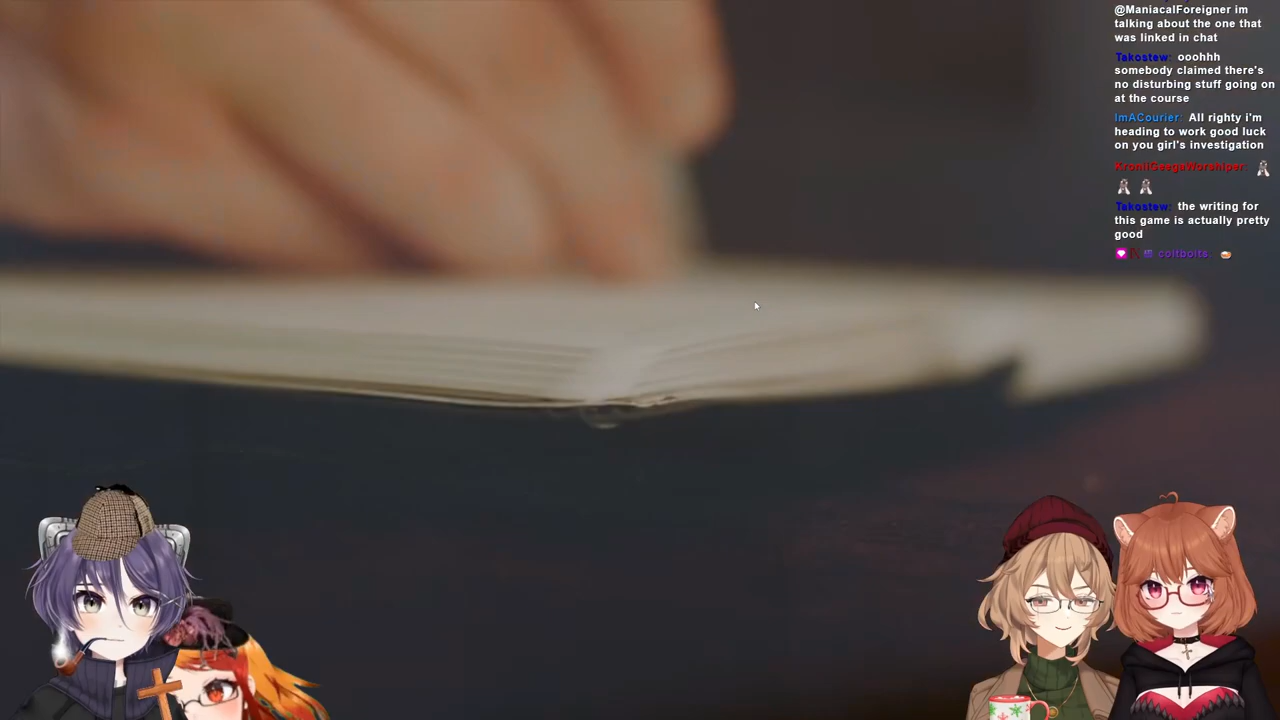 @ManiacalForeigner im
talking about the one that
was linked in chat
Takostew: ooohhh
somebody claimed there's
no disturbing stuff going on
at the course
ImACourier: All righty i'm
heading to work good luck
on you girl's investigation
KroniiGeegaWorshiper:
Takostew: the writing for
this game is actually pretty
good
coltbolts